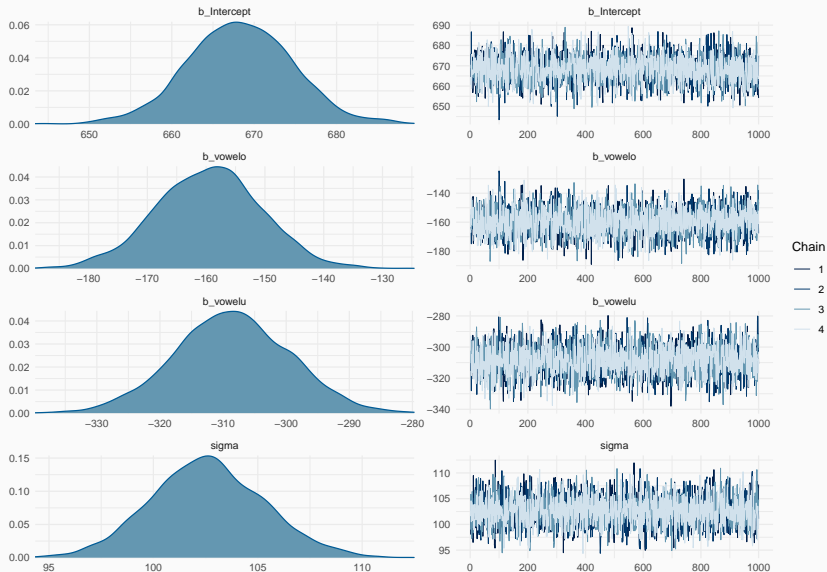 b_Intercept
0.06
0.04
0.02
0.00
650 660 670 680
b_Intercept
690
680
670
660
650
0 200 400 600 800 1000
b_vowelo
0.04
0.03
0.02
0.01
0.00
−180 −170 −160 −150 −140 −130
b_vowelo
−140
−160
−180
0 200 400 600 800 1000
b_vowelu
0.04
0.03
0.02
0.01
0.00
−330 −320 −310 −300 −290 −280
b_vowelu
−280
−300
−320
−340
0 200 400 600 800 1000
sigma
0.15
0.10
0.05
0.00
95 100 105 110
sigma
110
105
100
95
0 200 400 600 800 1000
Chain
1
2
3
4